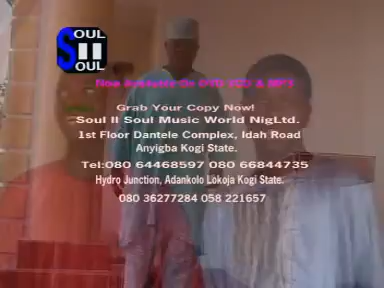 SOUL
II
SOUL
Now Available On DVD VCD & MP3
Grab Your Copy Now!
Soul II Soul Music World NigLtd.
1st Floor Dantele Complex, Idah Road
Anyigba Kogi State.
Tel:080 64468597 080 66844735
Hydro Junction, Adankolo Lokoja Kogi State.
080 36277284 058 221657